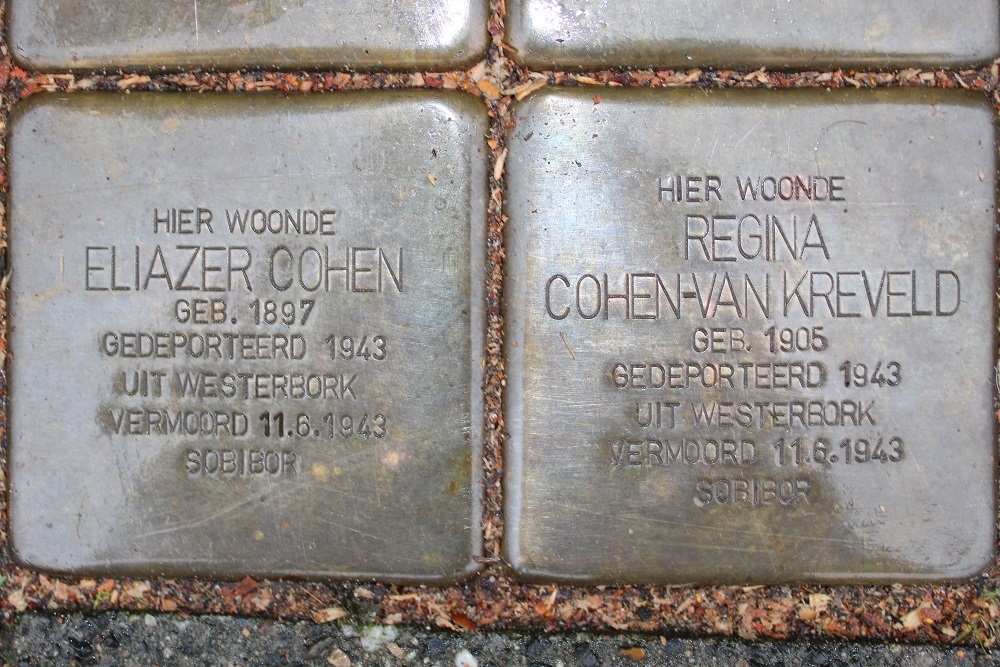 HIER WOONDE
ELIAZER COHEN
GEB. 1897
GEDEPORTEERD 1943
UIT WESTERBORK
VERMOORD 11.6.1943
SOBIBOR
HIER WOONDE
REGINA
COHEN-VAN KREVELD
GEB. 1905
GEDEPORTEERD 1943
UIT WESTERBORK
VERMOORD 11.6.1943
SOBIBOR